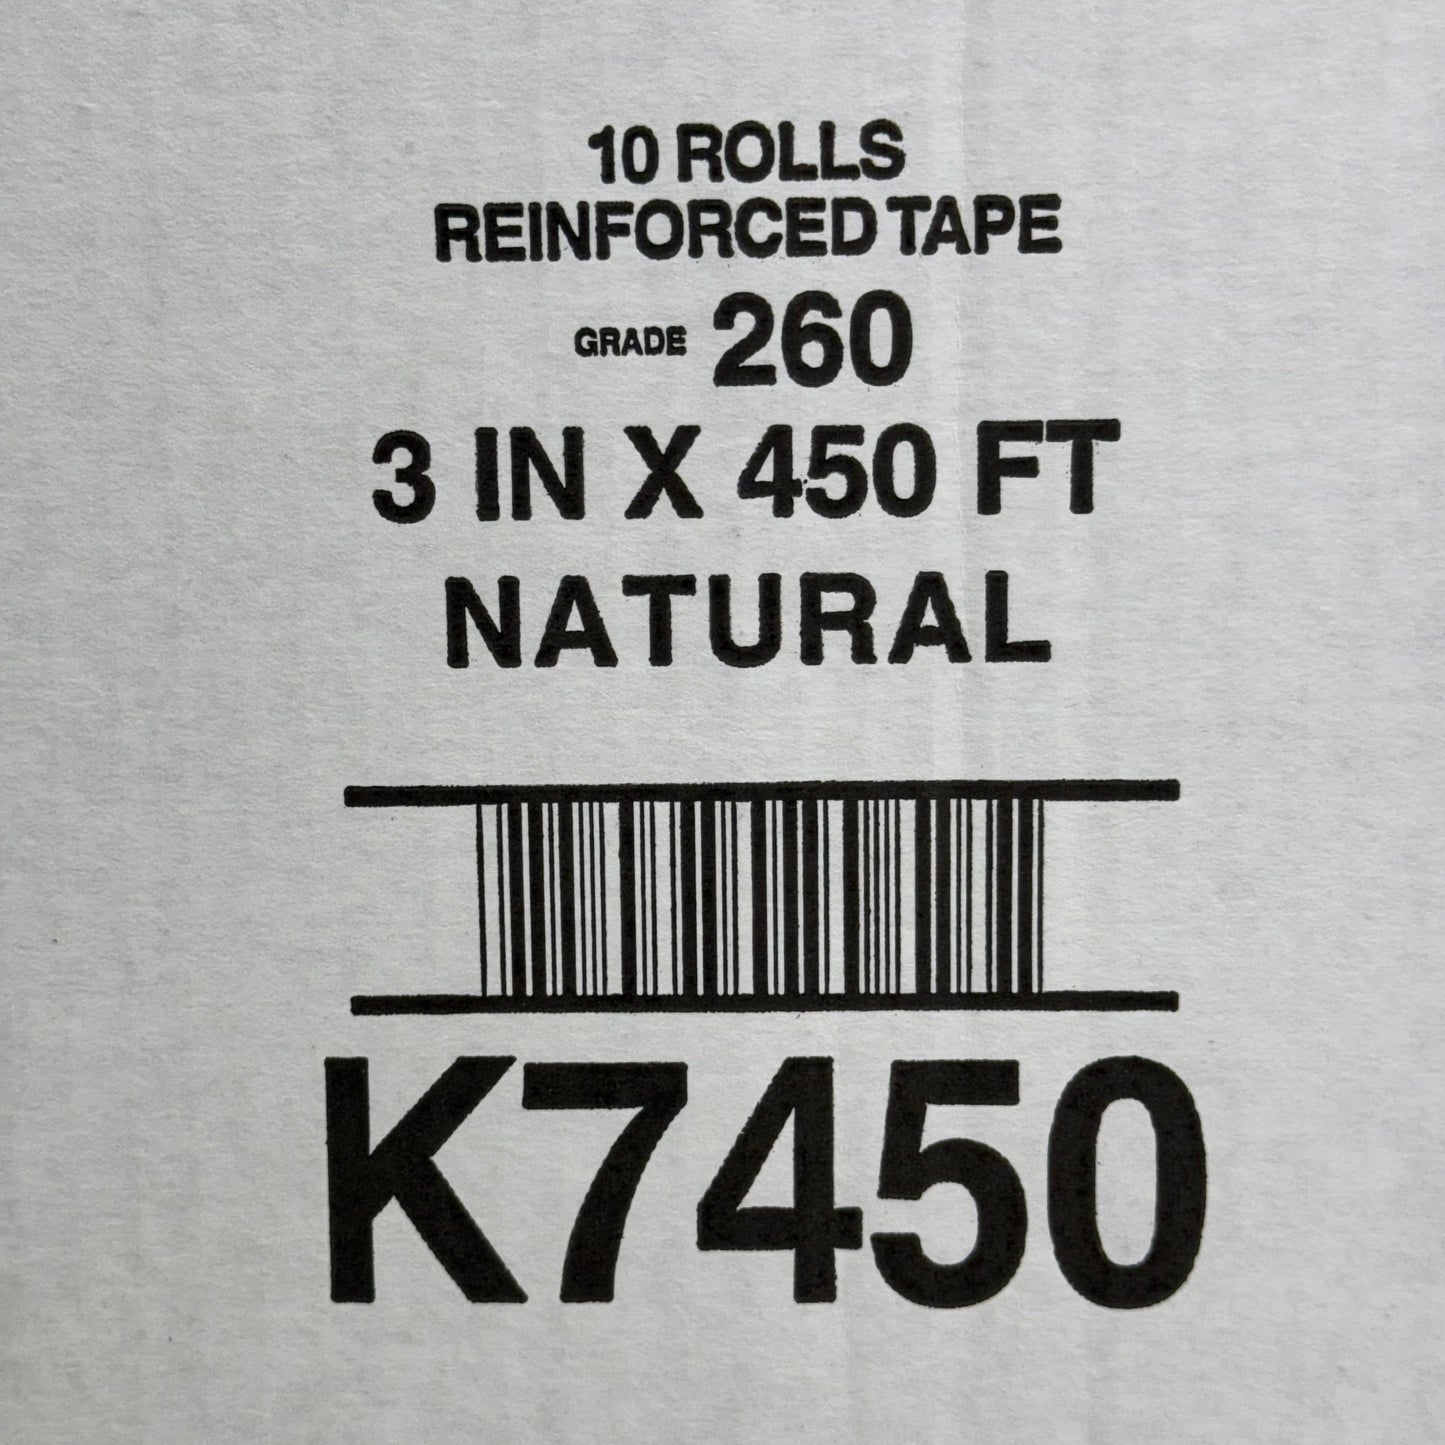 10 ROLLS
REINFORCED TAPE
GRADE 260
3 IN X 450 FT
NATURAL
K7450